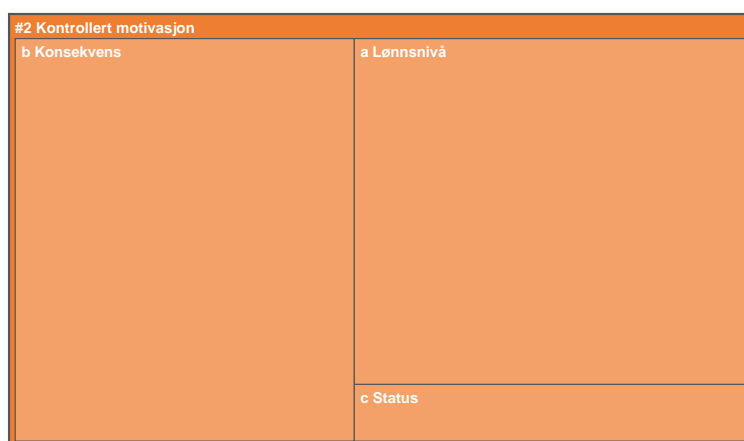 #2 Kontrollert motivasjon
b Konsekvens
a Lønnsnivå
c Status